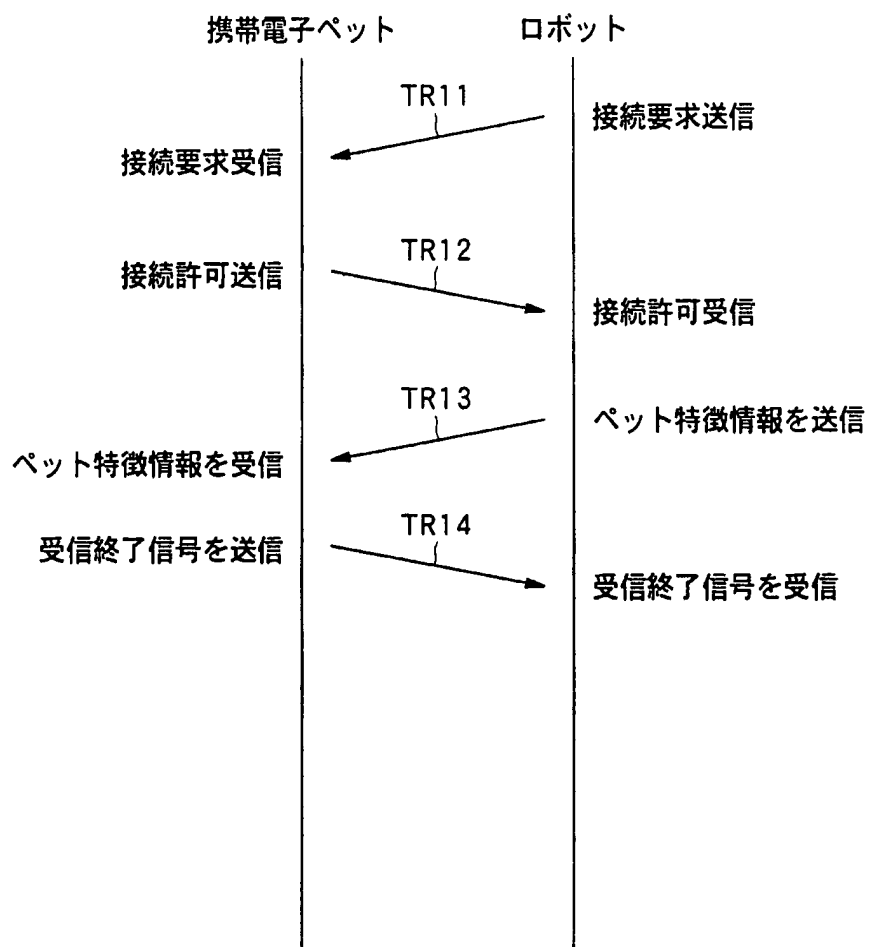 携帯電子ペット
ロボット
TR11
接続要求送信
接続要求受信
TR12
接続許可送信
接続許可受信
TR13
ペット特徴情報を送信
ペット特徴情報を受信
TR14
受信終了信号を送信
受信終了信号を受信